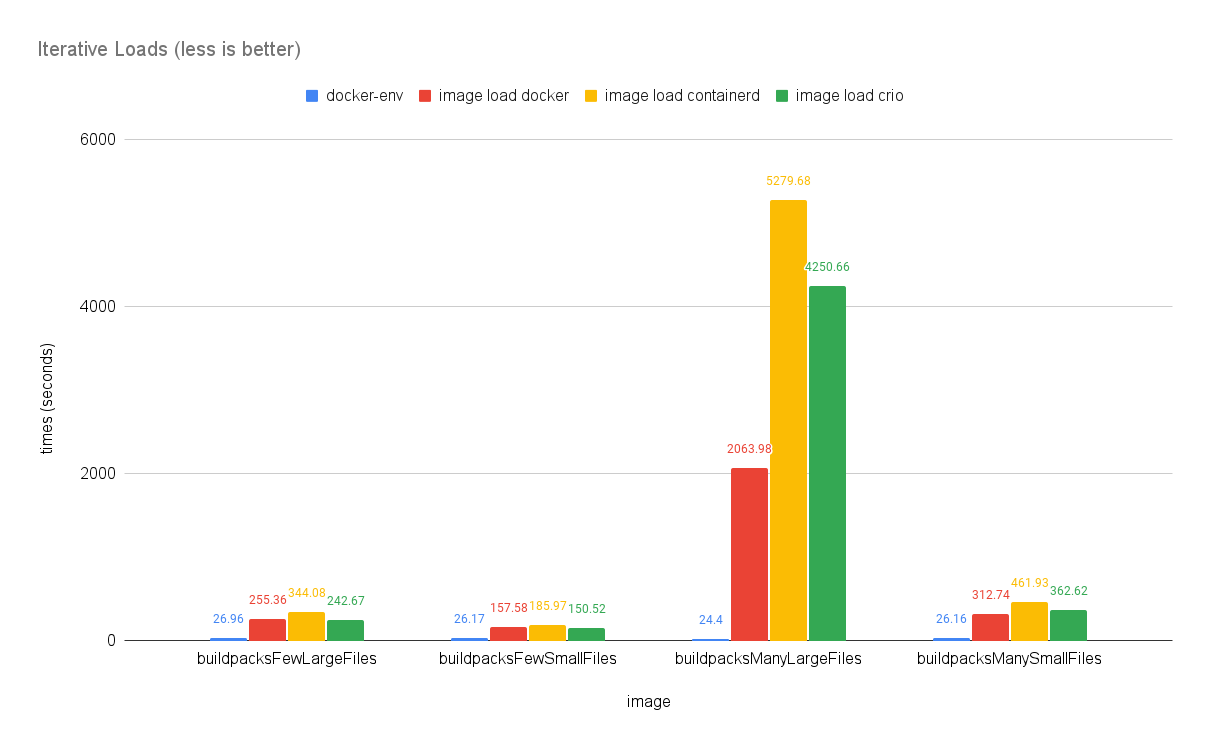 Iterative Loads (less is better)
docker-env image load docker image load containerd image load crio
6000
4000
2000
0
times (seconds)
26.96 255.36 344.08 242.67
26.17 157.58 185.97 150.52
24.4 2063.98 5279.68 4250.66
26.16 312.74 461.93 362.62
buildpacksFewLargeFiles buildpacksFewSmallFiles buildpacksManyLargeFiles buildpacksManySmallFiles
image